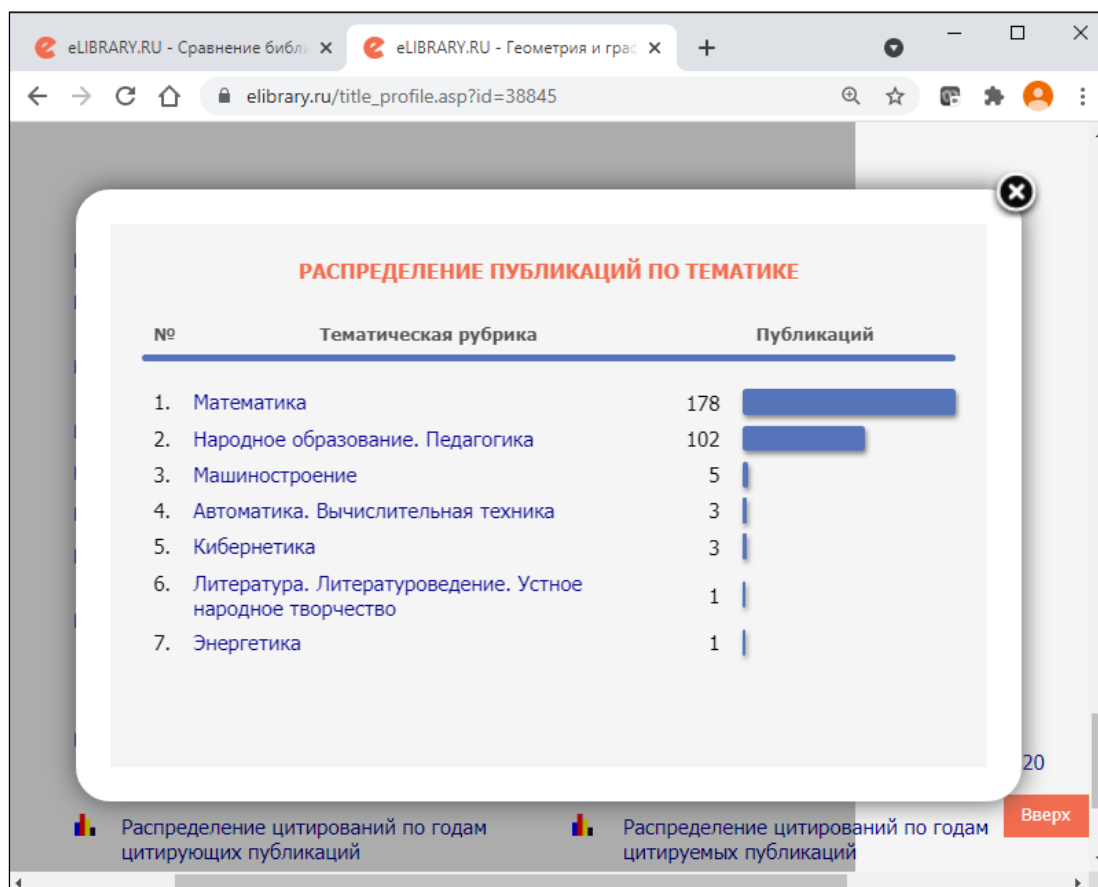 eLIBRARY.RU - Сравнение библи
eLIBRARY.RU - Геометрия и граф
elibrary.ru/title_profile.asp?id=38845
РАСПРЕДЕЛЕНИЕ ПУБЛИКАЦИЙ ПО ТЕМАТИКЕ
№ Тематическая рубрика Публикаций
1. Математика 178
2. Народное образование. Педагогика 102
3. Машиностроение 5
4. Автоматика. Вычислительная техника 3
5. Кибернетика 3
6. Литература. Литературоведение. Устное
народное творчество 1
7. Энергетика 1
20
Вверх
Распределение цитирований по годам
цитирующих публикаций
Распределение цитирований по годам
цитируемых публикаций